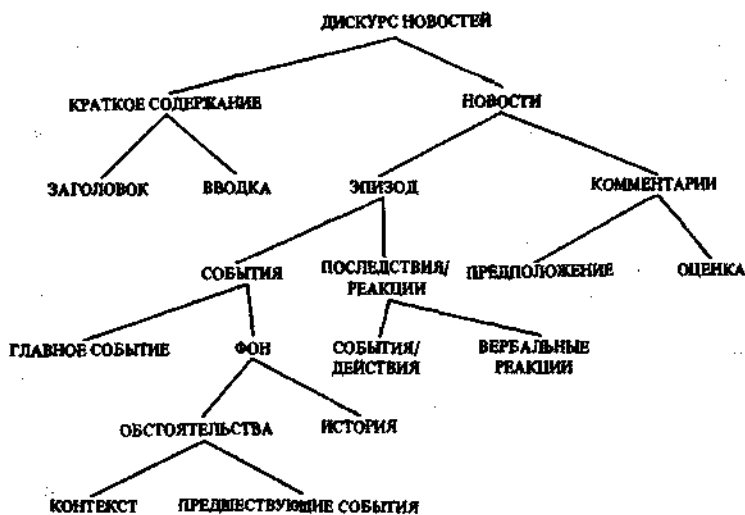 ДИСКУРС НОВОСТЕЙ
КРАТКОЕ СОДЕРЖАНИЕ
НОВОСТИ
ЗАГОЛОВОК
ВВОДКА
ЭПИЗОД
КОММЕНТАРИИ
СОБЫТИЯ
ПОСЛЕДСТВИЯ/
РЕАКЦИИ
ПРЕДПОЛОЖЕНИЕ
ОЦЕНКА
ГЛАВНОЕ СОБЫТИЕ
ФОН
СОБЫТИЯ/
ДЕЙСТВИЯ
ВЕРБАЛЬНЫЕ
РЕАКЦИИ
ОБСТОЯТЕЛЬСТВА
ИСТОРИЯ
КОНТЕКСТ
ПРЕДШЕСТВУЮЩИЕ СОБЫТИЯ